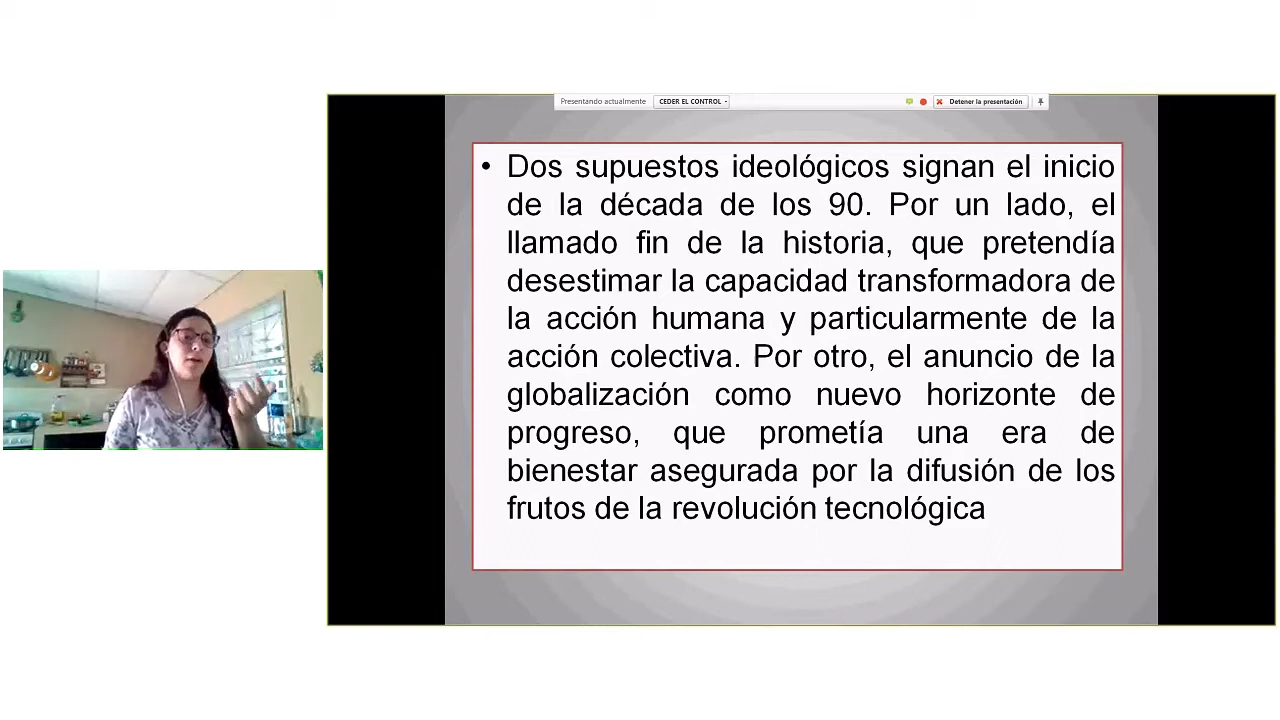 Presentando actualmente CEDER EL CONTROL Detener la presentación
• Dos supuestos ideológicos signan el inicio
de la década de los 90. Por un lado, el
llamado fin de la historia, que pretendía
desestimar la capacidad transformadora de
la acción humana y particularmente de la
acción colectiva. Por otro, el anuncio de la
globalización como nuevo horizonte de
progreso, que prometía una era de
bienestar asegurada por la difusión de los
frutos de la revolución tecnológica